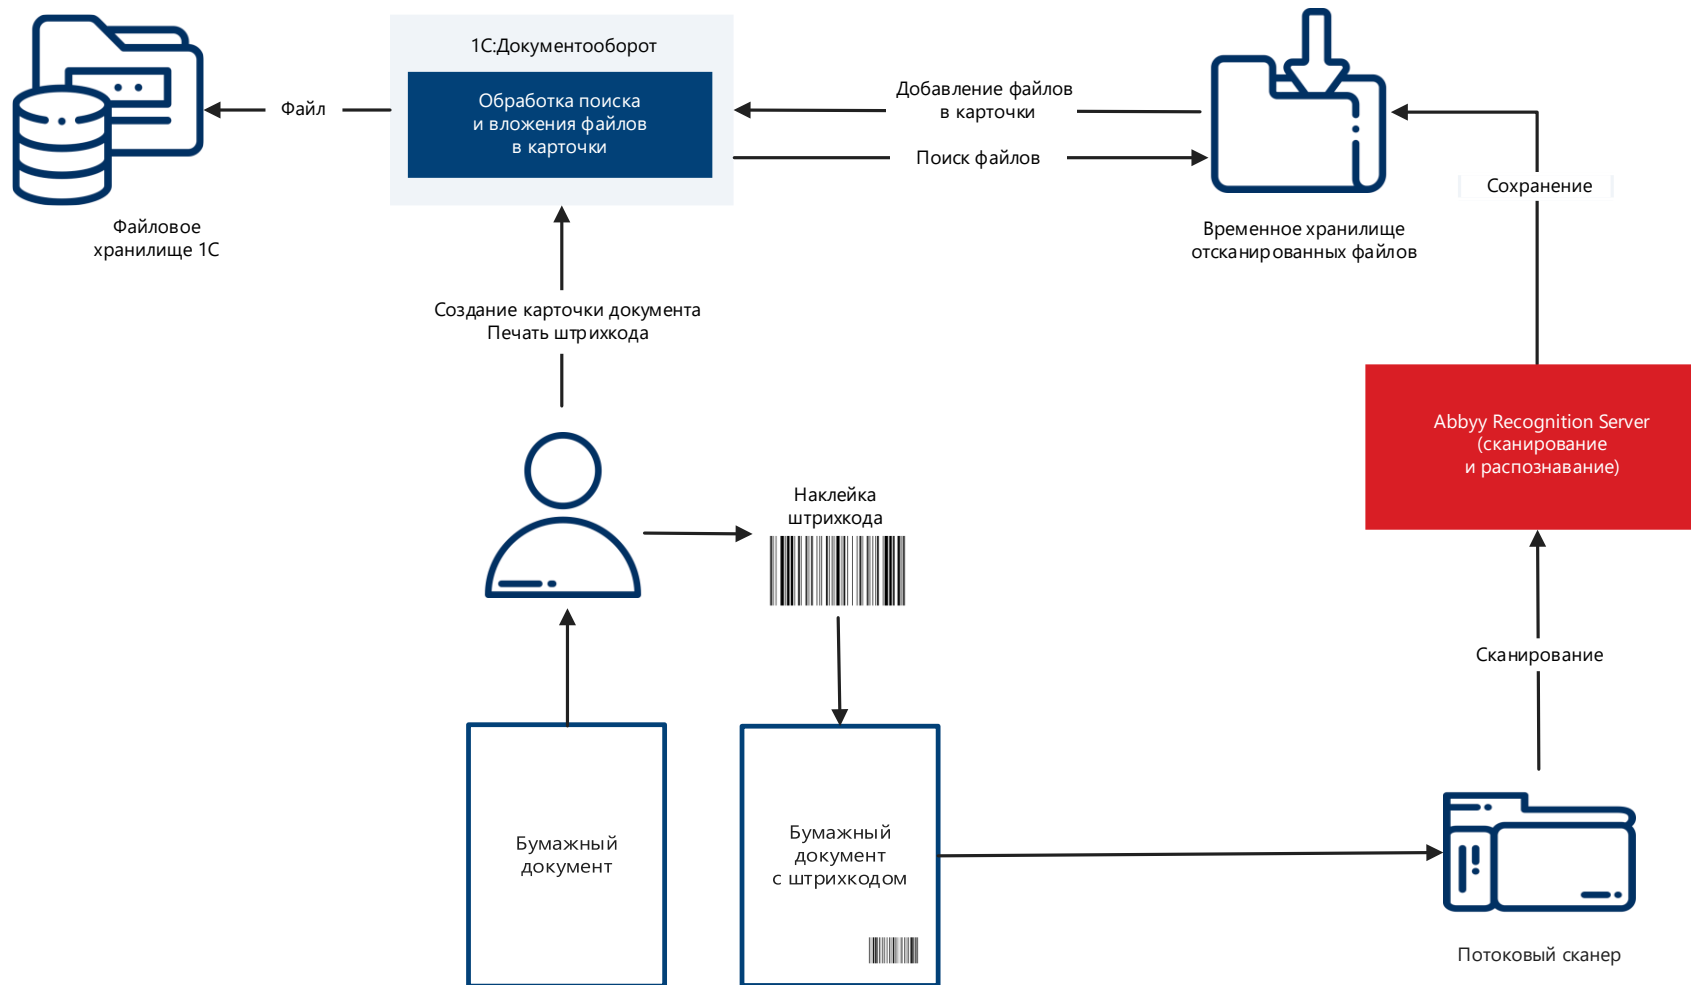 1С:Документооборот
Обработка поиска
и вложения файлов
в карточки
Файл
Добавление файлов
в карточки
Поиск файлов
Сохранение
Файловое
хранилище 1С
Временное хранилище
отсканированных файлов
Создание карточки документа
Печать штрихкода
Abbyy Recognition Server
(сканирование
и распознавание)
Наклейка
штрихкода
Сканирование
Бумажный
документ
Бумажный
документ
с штрихкодом
Потоковый сканер